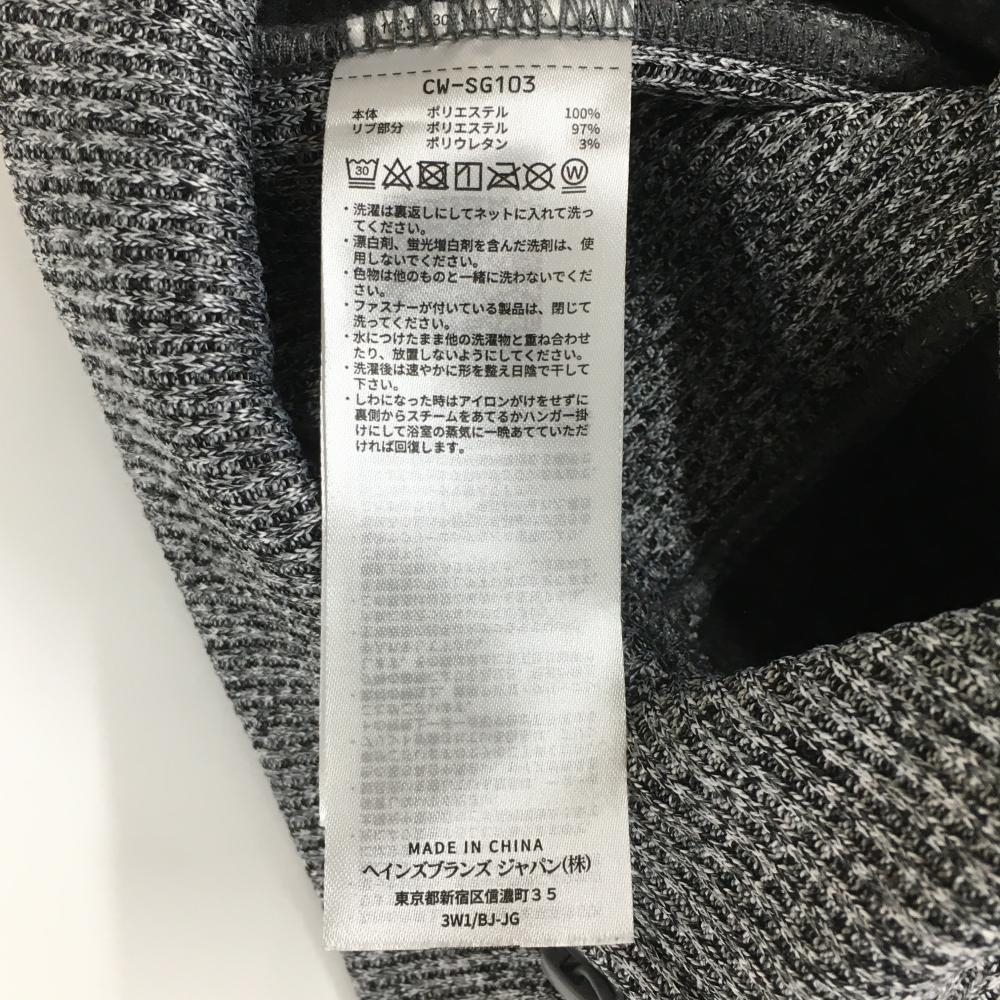 CW-SG103
本体 ポリエステル 100%
リブ部分 ポリエステル 97%
ポリウレタン 3%
30
W
・洗濯は裏返しにしてネットに入れて洗っ
てください。
・漂白剤、蛍光増白剤を含んだ洗剤は、使
用しないでください。
・色物は他のものと一緒に洗わないでくだ
さい。
・ファスナーが付いている製品は、閉じて
洗ってください。
・水につけたまま他の洗濯物と重ね合わせ
たり、放置しないようにしてください。
・洗濯後は速やかに形を整え日陰で干して
下さい。
・しわになった時はアイロンがけをせずに
裏側からスチームをあてるかハンガー掛
けにして浴室の蒸気に一晩あてていただ
ければ回復します。
MADE IN CHINA
ヘインズブランズ ジャパン(株)
東京都新宿区信濃町35
3W1/BJ-JG